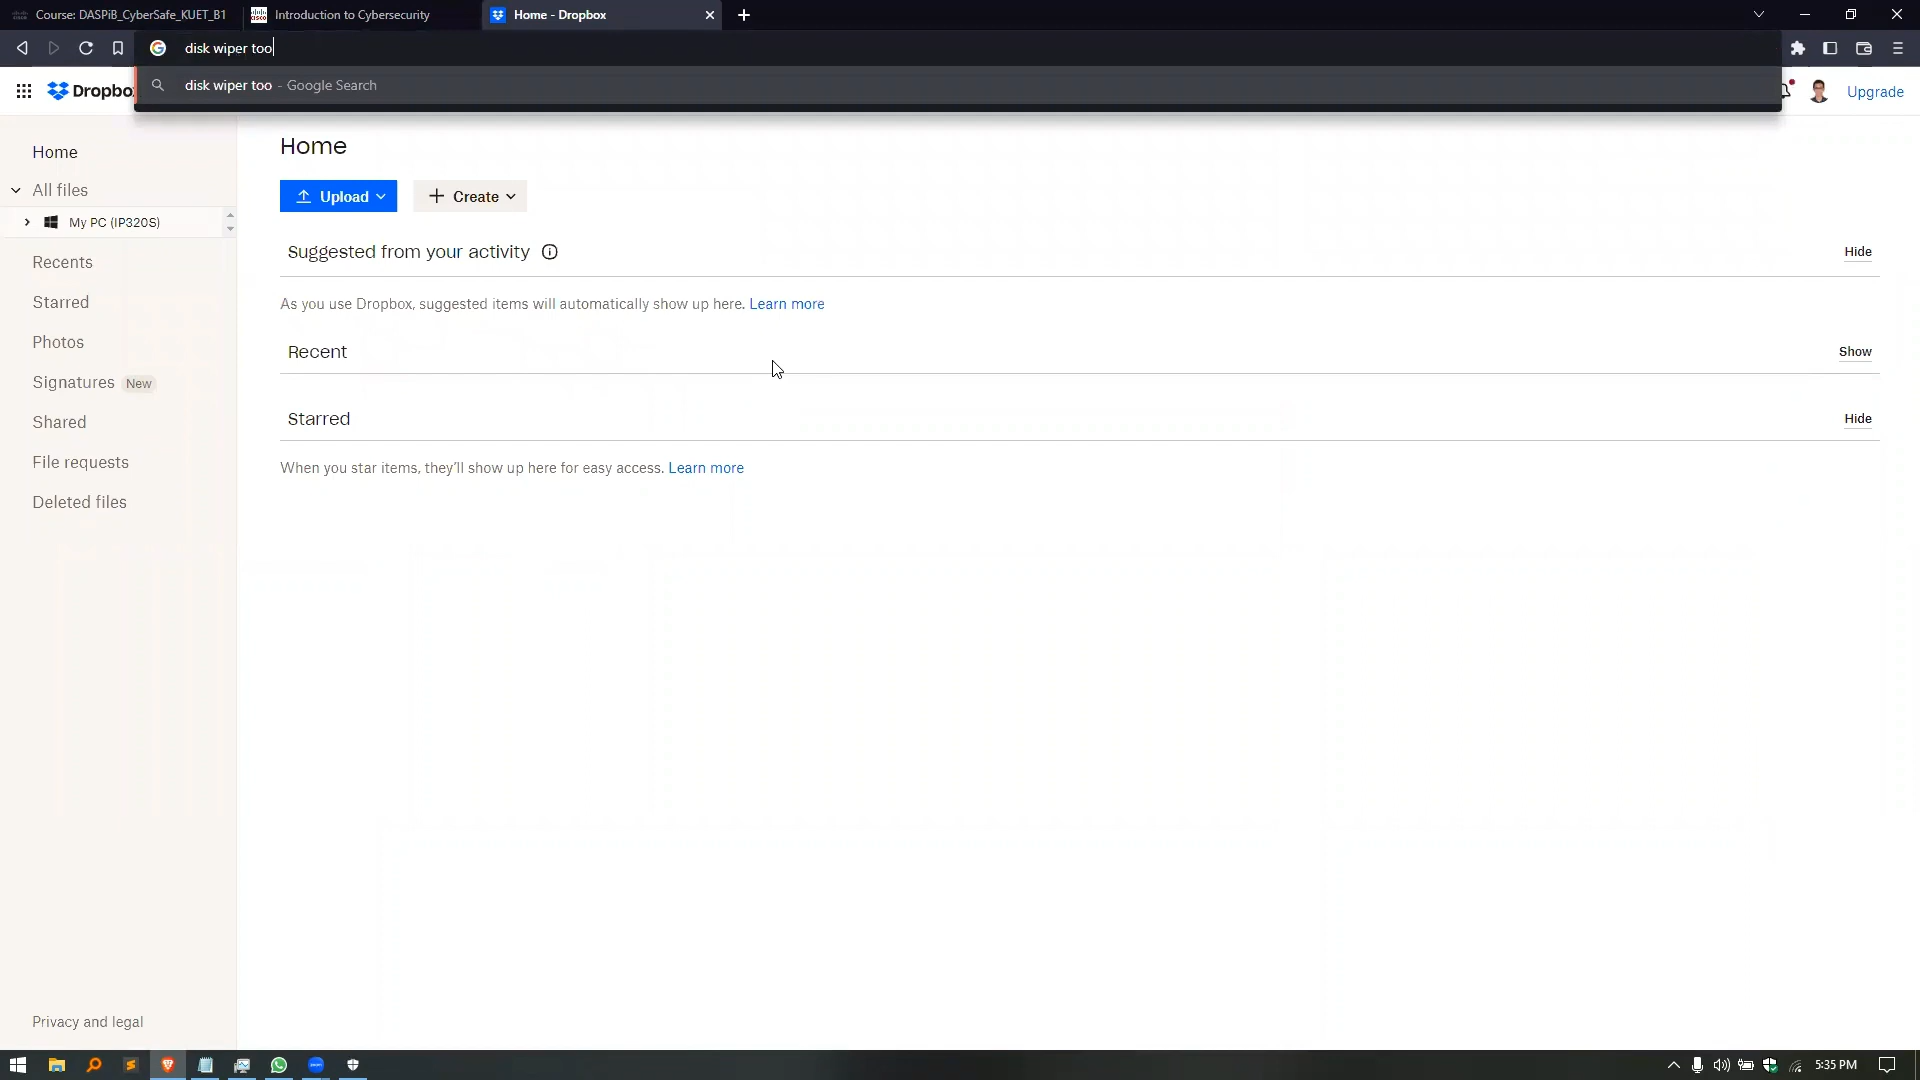 Course: DASPiB_CyberSafe_KUET_B1
Introduction to Cybersecurity
Home - Dropbox
disk wiper too
disk wiper too - Google Search
Dropbo
Upgrade
Home
All files
My PC (IP320S)
Recents
Starred
Photos
Signatures New
Shared
File requests
Deleted files
Privacy and legal
Home
Upload
Create
Suggested from your activity
Hide
As you use Dropbox, suggested items will automatically show up here. Learn more
Recent
Show
Starred
Hide
When you star items, they'll show up here for easy access. Learn more
5:35 PM